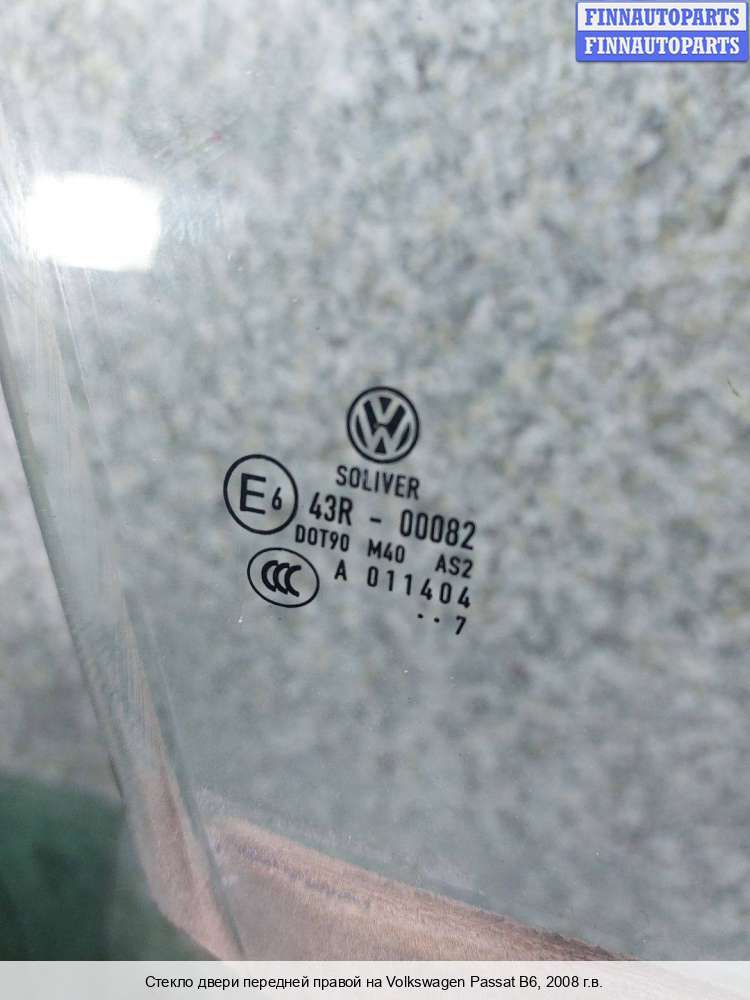 FINNAUTOPARTS
FINNAUTOPARTS
SOLIVER
E6 43R - 00082
DOT90 M40 AS2
CCC A 011404
.. 7
Стекло двери передней правой на Volkswagen Passat B6, 2008 г.в.